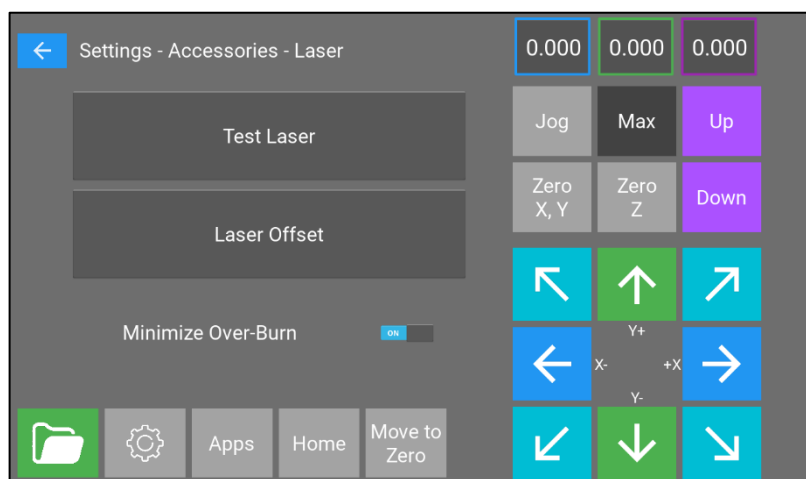 Settings - Accessories - Laser
0.000 0.000 0.000
Test Laser
Jog Max Up
Zero
X, Y
Zero
Z
Down
Laser Offset
Minimize Over-Burn ON
Y+
X- +X
Y-
Apps Home Move to
Zero